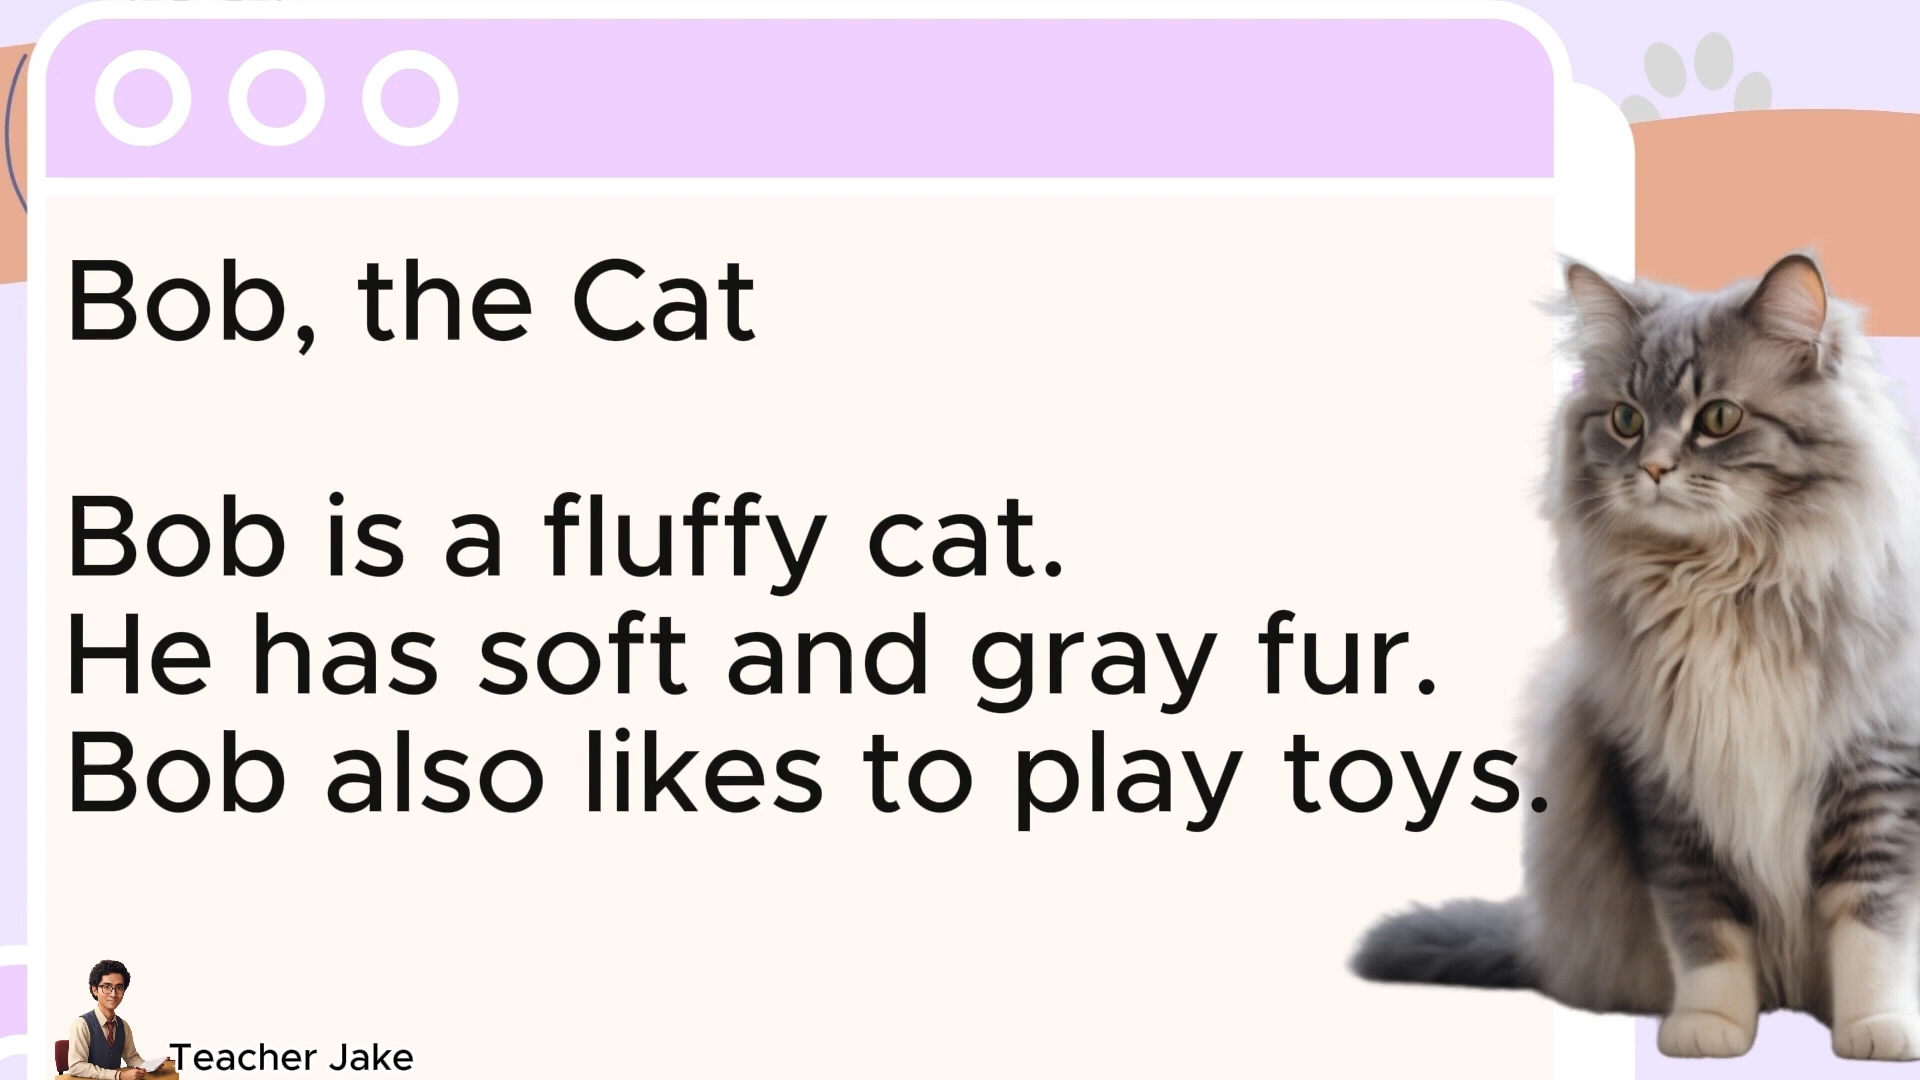 Bob, the Cat
Bob is a fluffy cat.
He has soft and gray fur.
Bob also likes to play toys.
Teacher Jake